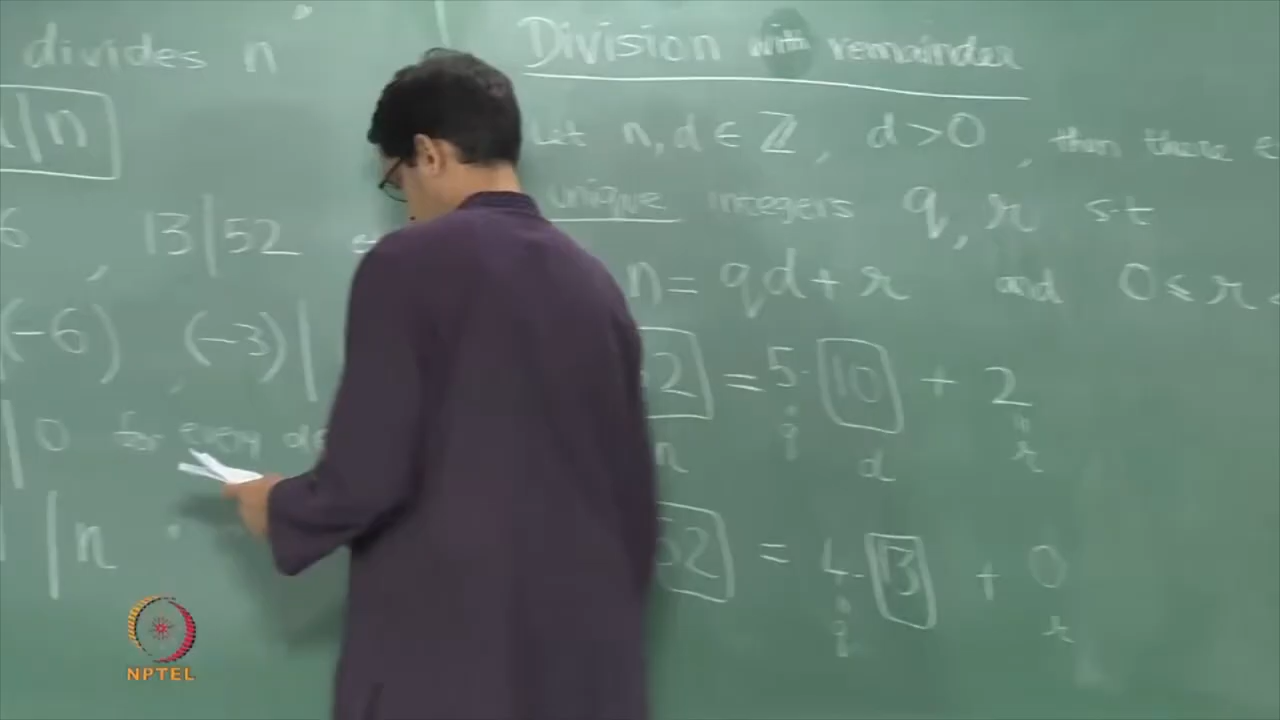 divides n
d|n
6 , 13|52
(-6) , (-3)|
| 0 for every
| n
Division with remainder
Let n, d ∈ ℤ, d > 0, then there
unique integers q, r s.t
n = qd + r and 0 ≤ r <
52 = 5· 10 + 2
n q d r
52 = 4· 13 + 0
q r
NPTEL